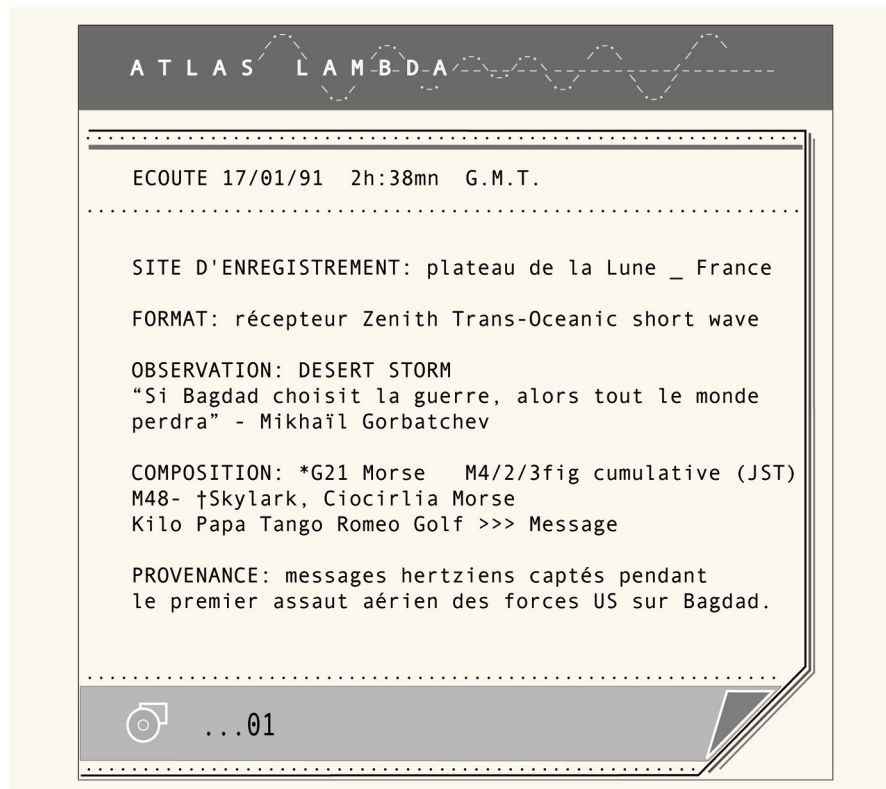 ATLAS LAMBDA
ECOUTE 17/01/91 2h:38mn G.M.T.
SITE D'ENREGISTREMENT: plateau de la Lune _ France
FORMAT: récepteur Zenith Trans-Oceanic short wave
OBSERVATION: DESERT STORM
“Si Bagdad choisit la guerre, alors tout le monde
perdra” - Mikhaïl Gorbatchev
COMPOSITION: *G21 Morse M4/2/3fig cumulative (JST)
M48- †Skylark, Ciocirlia Morse
Kilo Papa Tango Romeo Golf >>> Message
PROVENANCE: messages hertziens captés pendant
le premier assaut aérien des forces US sur Bagdad.
...01